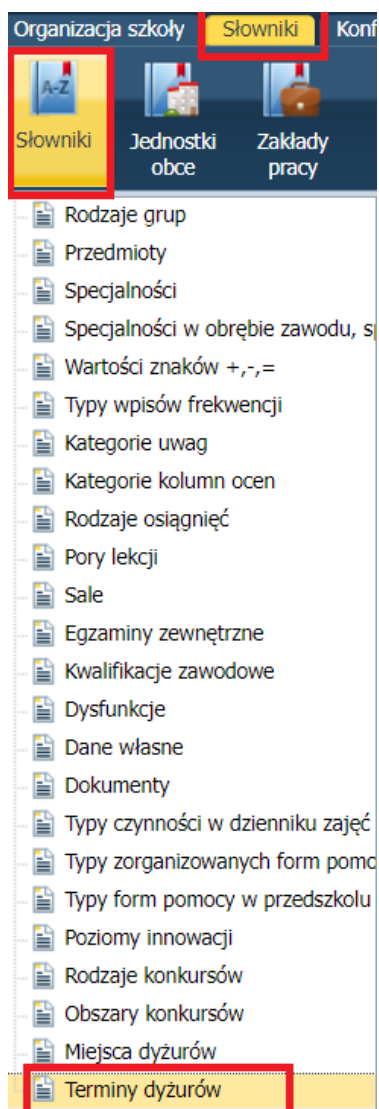 Organizacja szkoły Słowniki Konf
A-Z
Słowniki Jednostki obce Zakłady pracy
Rodzaje grup
Przedmioty
Specjalności
Specjalności w obrębie zawodu, sp
Wartości znaków +,-,=
Typy wpisów frekwencji
Kategorie uwag
Kategorie kolumn ocen
Rodzaje osiągnięć
Pory lekcji
Sale
Egzaminy zewnętrzne
Kwalifikacje zawodowe
Dysfunkcje
Dane własne
Dokumenty
Typy czynności w dzienniku zajęć
Typy zorganizowanych form pomo
Typy form pomocy w przedszkolu
Poziomy innowacji
Rodzaje konkursów
Obszary konkursów
Miejsca dyżurów
Terminy dyżurów